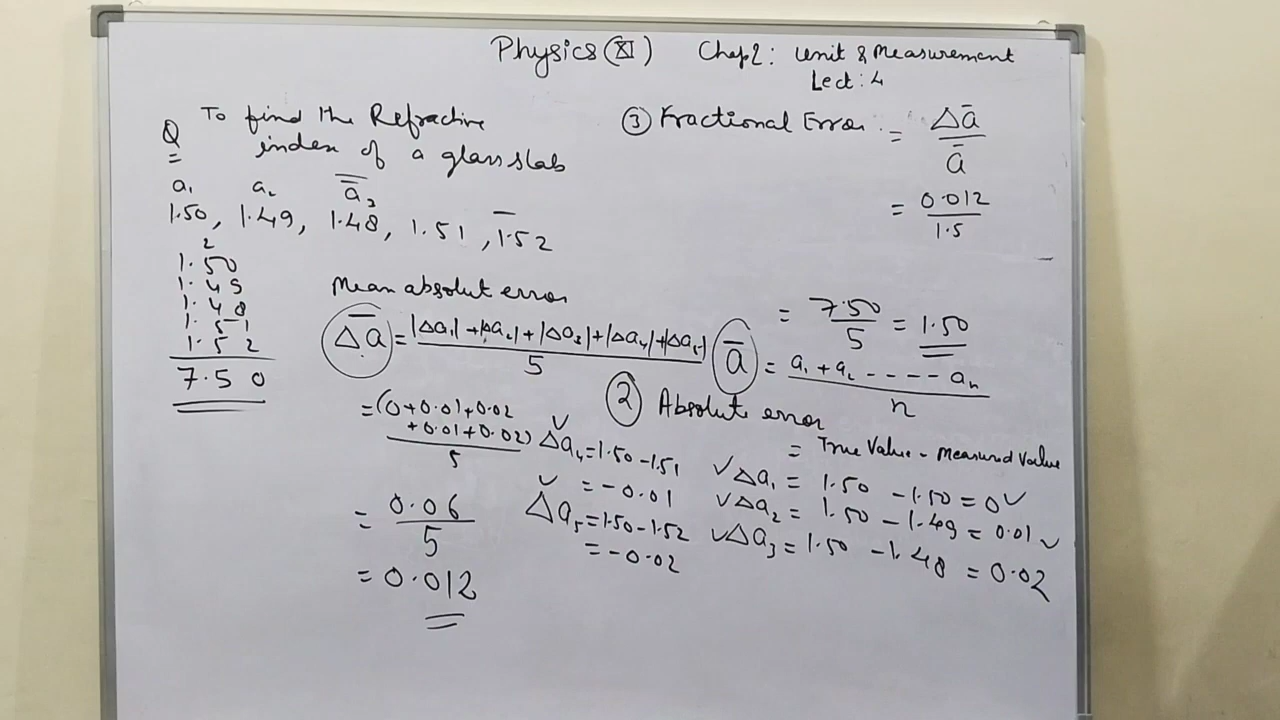 Physics (XI) Chap2: Unit & Measurement
Lect: 4
Q To find the Refractive
index of a glass slab
a₁ a₂ a̅₃
1.50, 1.49, 1.48, 1.51, 1.52
2
1.50
1.49
1.48
1.51
1.52
7.50
Mean absolut error
Δa̅ = |Δa₁| + |Δa₂| + |Δa₃| + |Δa₄| + |Δa₅|
5
= (0+0.01+0.02
+0.01+0.02)
5
= 0.06
5
= 0.012
③ Fractional Error = Δa̅
a̅
= 0.012
1.5
= 7.50 = 1.50
5
a̅ = a₁ + a₂ ---- aₙ
n
② Absolute error
= True Value - Measured Value
Δa₁ = 1.50 - 1.50 = 0
Δa₂ = 1.50 - 1.49 = 0.01
Δa₃ = 1.50 - 1.48 = 0.02
Δa₄ = 1.50 - 1.51
= -0.01
Δa₅ = 1.50 - 1.52
= -0.02